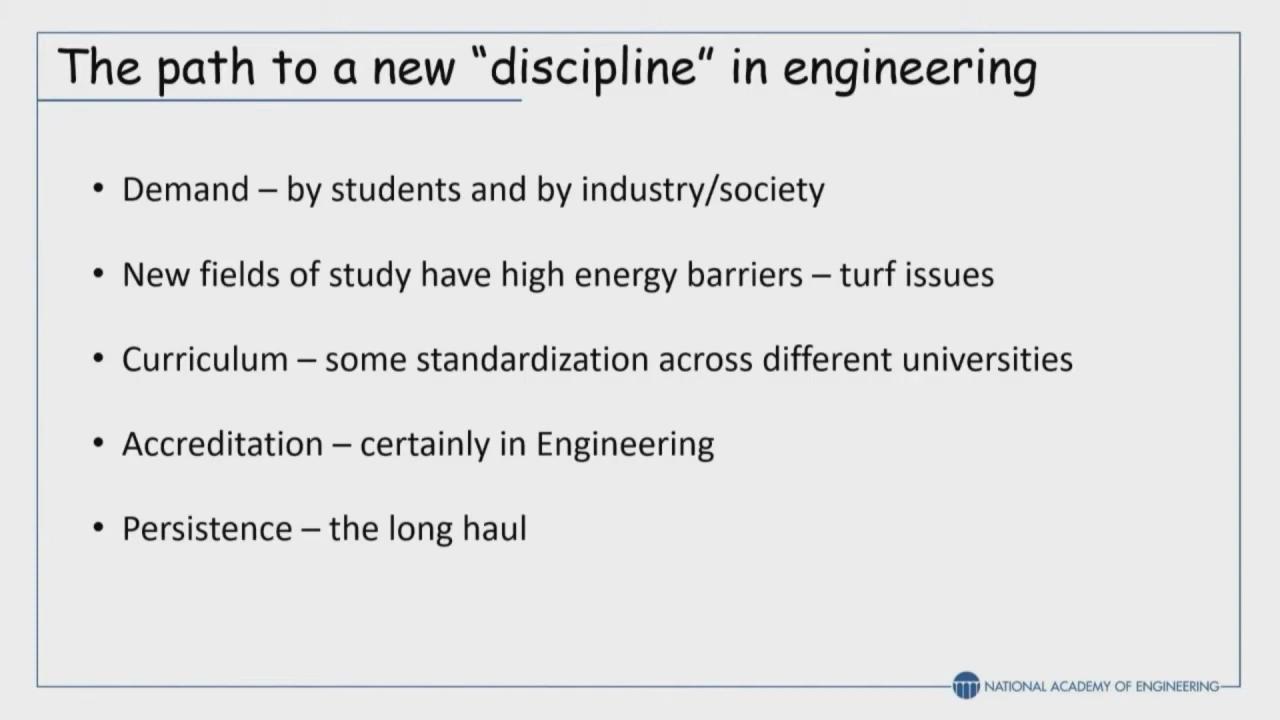 The path to a new “discipline” in engineering
• Demand – by students and by industry/society
• New fields of study have high energy barriers – turf issues
• Curriculum – some standardization across different universities
• Accreditation – certainly in Engineering
• Persistence – the long haul
NATIONAL ACADEMY OF ENGINEERING